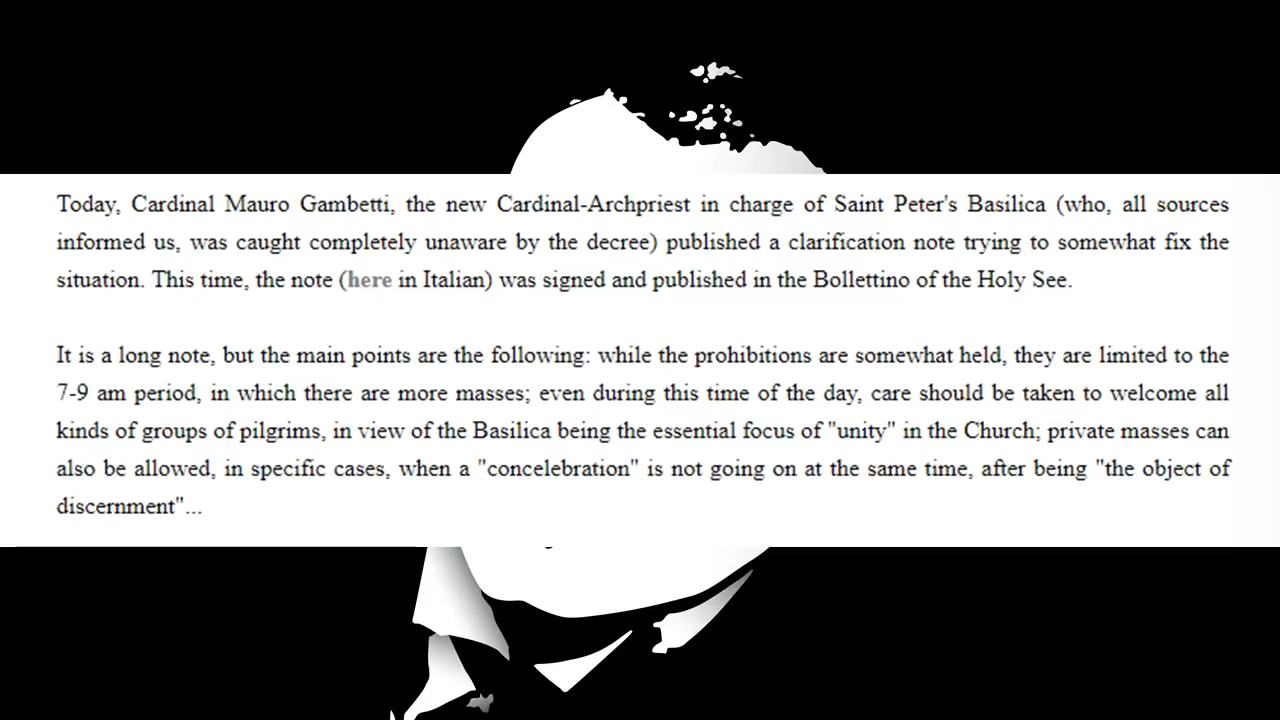 Today, Cardinal Mauro Gambetti, the new Cardinal-Archpriest in charge of Saint Peter's Basilica (who, all sources
informed us, was caught completely unaware by the decree) published a clarification note trying to somewhat fix the
situation. This time, the note (here in Italian) was signed and published in the Bollettino of the Holy See.
It is a long note, but the main points are the following: while the prohibitions are somewhat held, they are limited to the
7-9 am period, in which there are more masses; even during this time of the day, care should be taken to welcome all
kinds of groups of pilgrims, in view of the Basilica being the essential focus of "unity" in the Church; private masses can
also be allowed, in specific cases, when a "concelebration" is not going on at the same time, after being "the object of
discernment"...